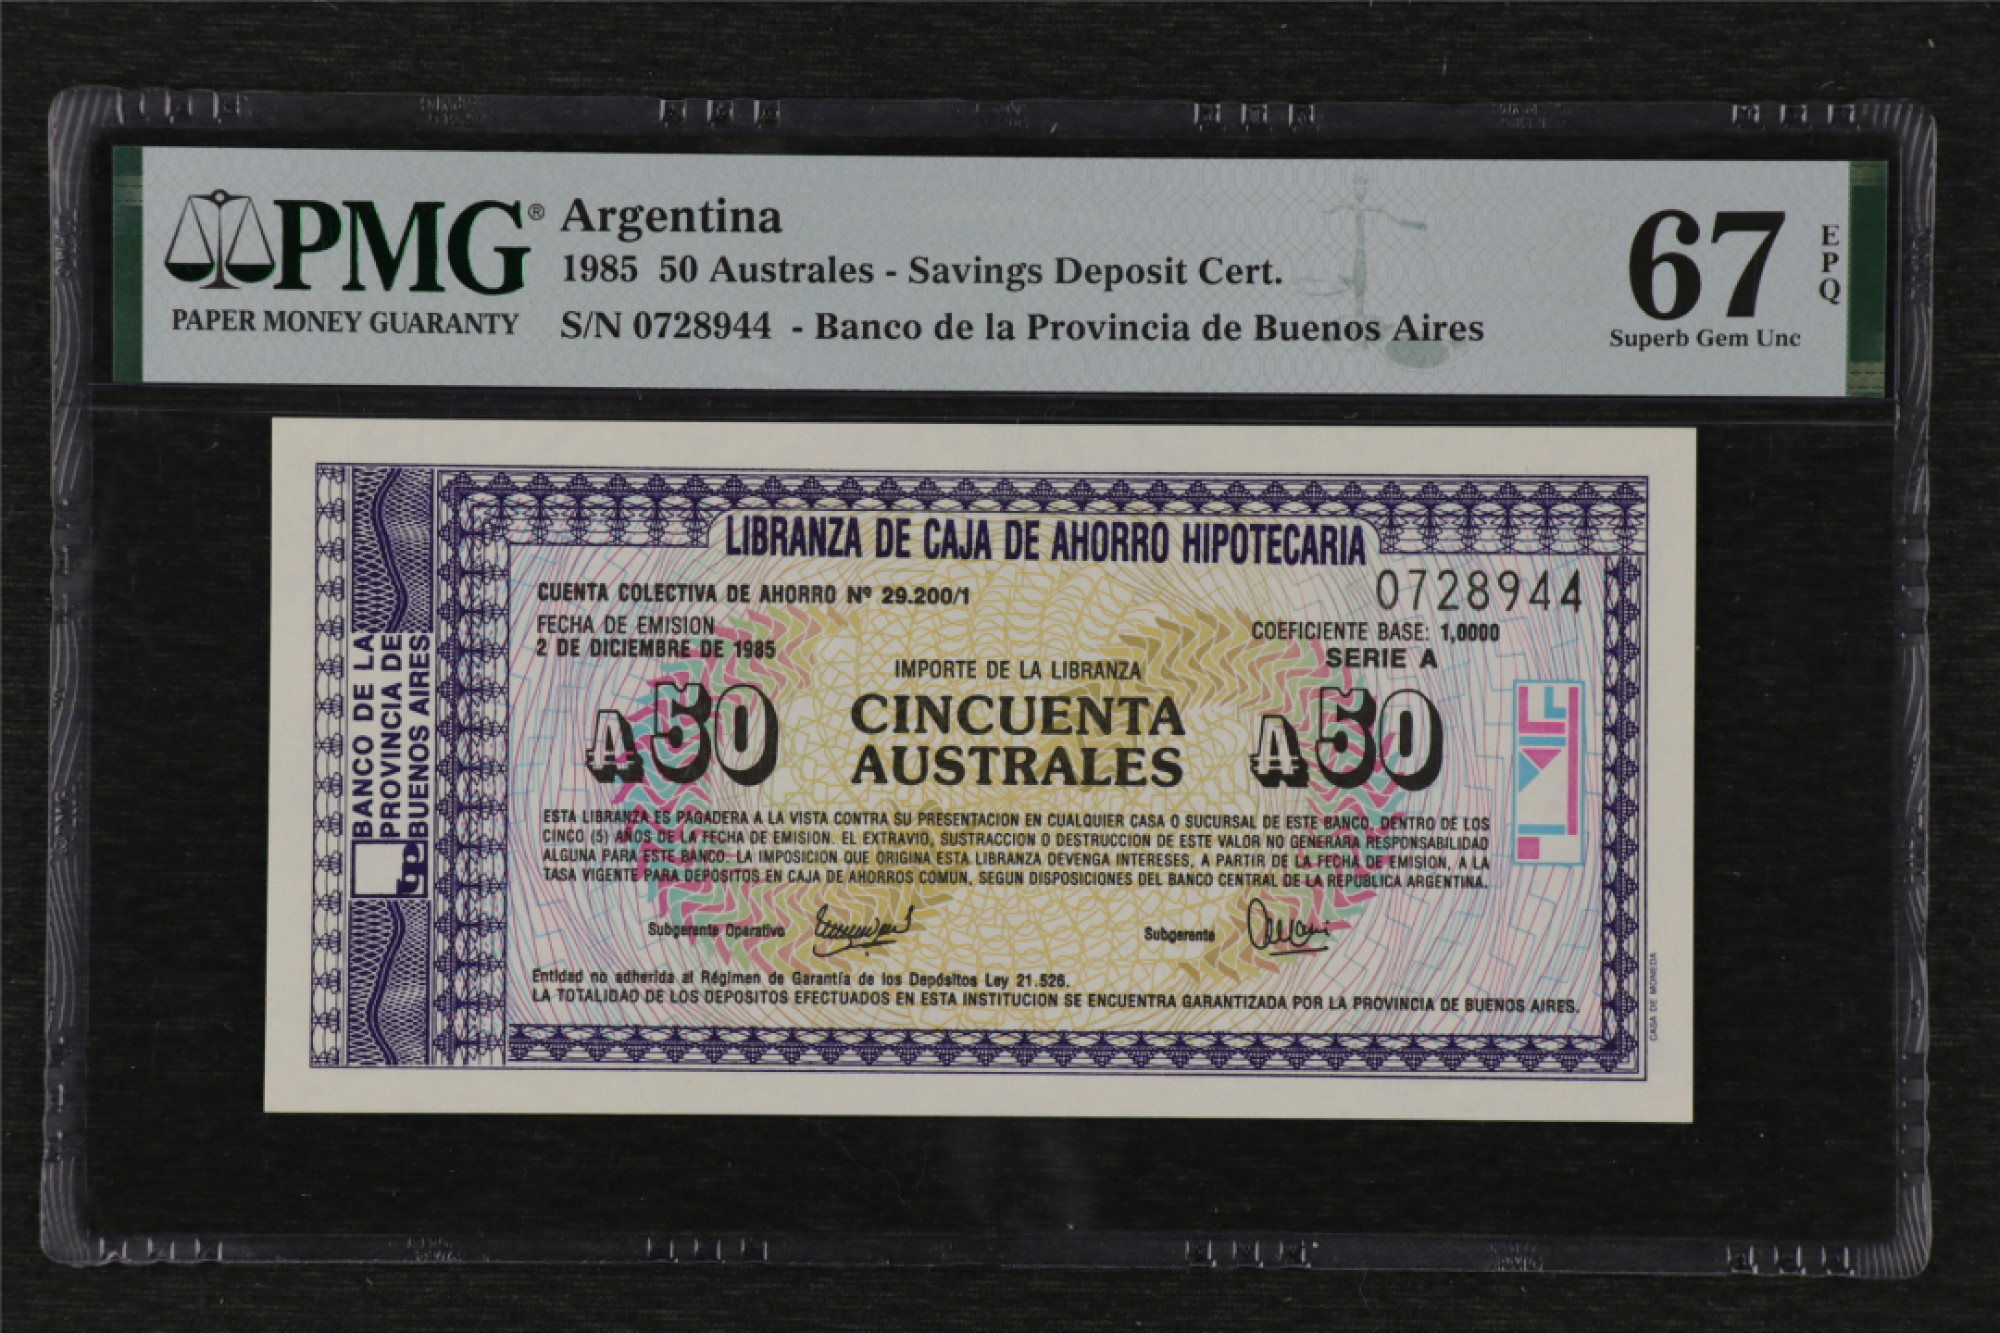 PMG®
PAPER MONEY GUARANTY
Argentina
1985 50 Australes - Savings Deposit Cert.
S/N 0728944 - Banco de la Provincia de Buenos Aires
67
EPQ
Superb Gem Unc
BANCO DE LA
PROVINCIA DE
BUENOS AIRES
LIBRANZA DE CAJA DE AHORRO HIPOTECARIA
CUENTA COLECTIVA DE AHORRO Nº 29.200/1
0728944
FECHA DE EMISION
2 DE DICIEMBRE DE 1985
COEFICIENTE BASE: 1,0000
SERIE A
IMPORTE DE LA LIBRANZA
A50
CINCUENTA
AUSTRALES
A50
ESTA LIBRANZA ES PAGADERA A LA VISTA CONTRA SU PRESENTACION EN CUALQUIER CASA O SUCURSAL DE ESTE BANCO, DENTRO DE LOS
CINCO (5) AÑOS DE LA FECHA DE EMISION. EL EXTRAVIO, SUSTRACCION O DESTRUCCION DE ESTE VALOR NO GENERARA RESPONSABILIDAD
ALGUNA PARA ESTE BANCO. LA IMPOSICION QUE ORIGINA ESTA LIBRANZA DEVENGA INTERESES, A PARTIR DE LA FECHA DE EMISION, A LA
TASA VIGENTE PARA DEPOSITOS EN CAJA DE AHORROS COMUN, SEGUN DISPOSICIONES DEL BANCO CENTRAL DE LA REPUBLICA ARGENTINA.
Subgerente Operativo
Subgerente
Entidad no adherida al Régimen de Garantía de los Depósitos Ley 21.526.
LA TOTALIDAD DE LOS DEPOSITOS EFECTUADOS EN ESTA INSTITUCION SE ENCUENTRA GARANTIZADA POR LA PROVINCIA DE BUENOS AIRES.
CASA DE MONEDA